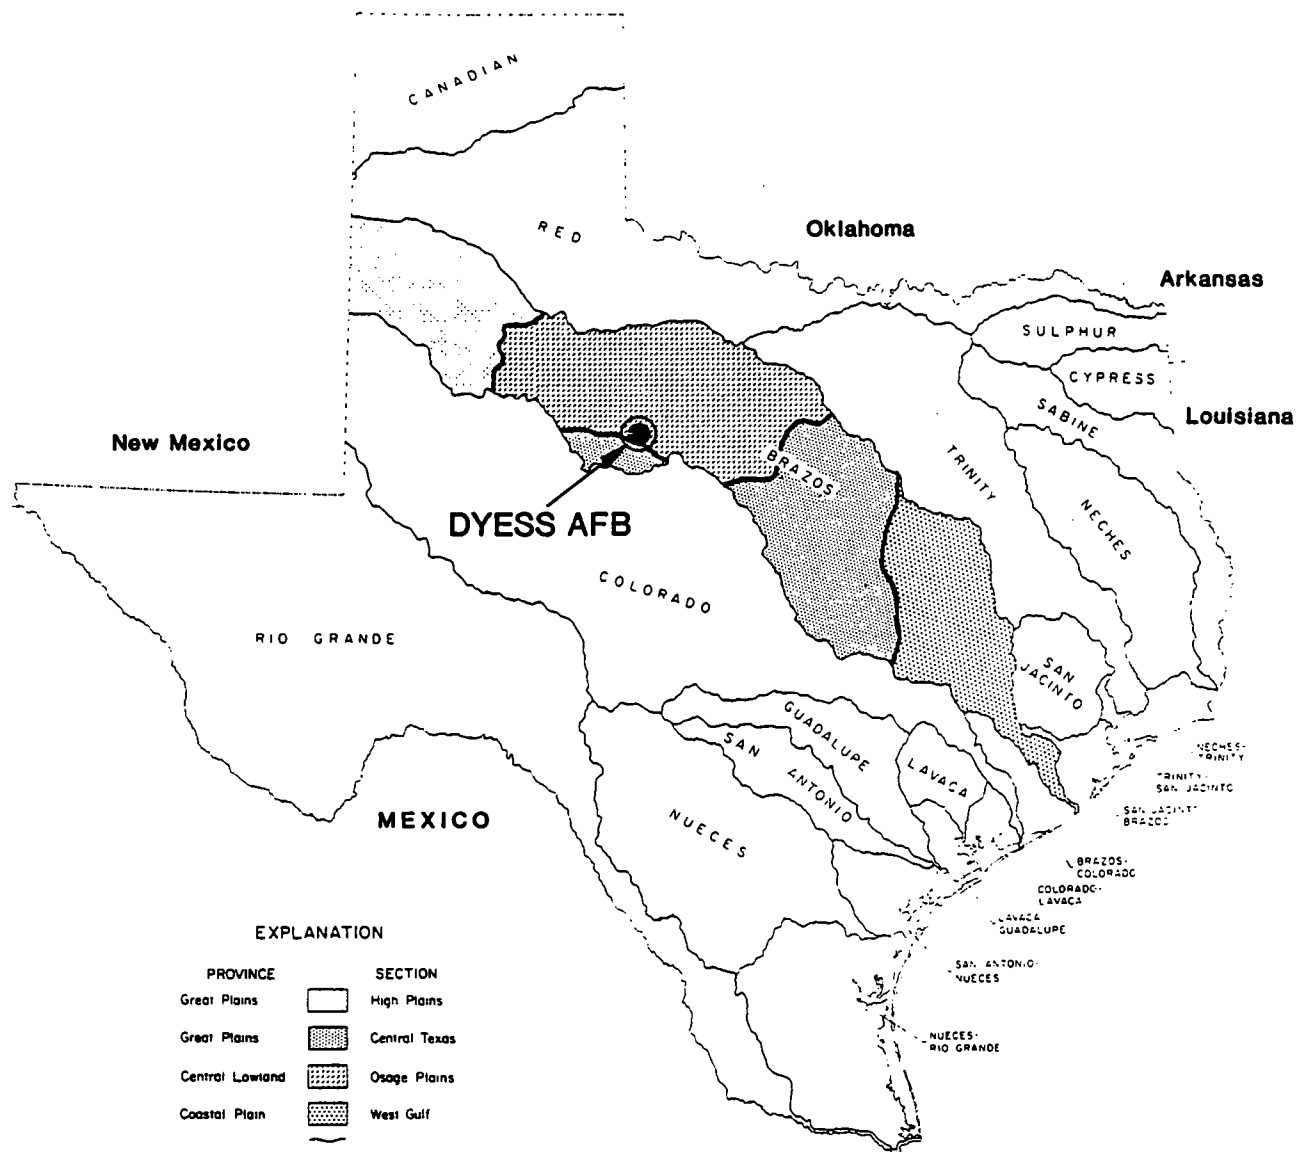 CANADIAN
RED
Oklahoma
Arkansas
SULPHUR
CYPRESS
SABINE
Louisiana
New Mexico
TRINITY
BRAZOS
NECHES
DYESS AFB
COLORADO
RIO GRANDE
SAN
JACINTO
GUADALUPE
SAN ANTONIO
LAVACA
NECHES-
TRINITY
TRINITY-
SAN JACINTO
SAN JACINTO
BRAZOS
MEXICO
NUECES
BRAZOS-
COLORADO
COLORADO-
LAVACA
LAVACA
GUADALUPE
SAN ANTONIO-
NUECES
NUECES-
RIO GRANDE
EXPLANATION
PROVINCE SECTION
Great Plains High Plains
Great Plains Central Texas
Central Lowland Osage Plains
Coastal Plain West Gulf